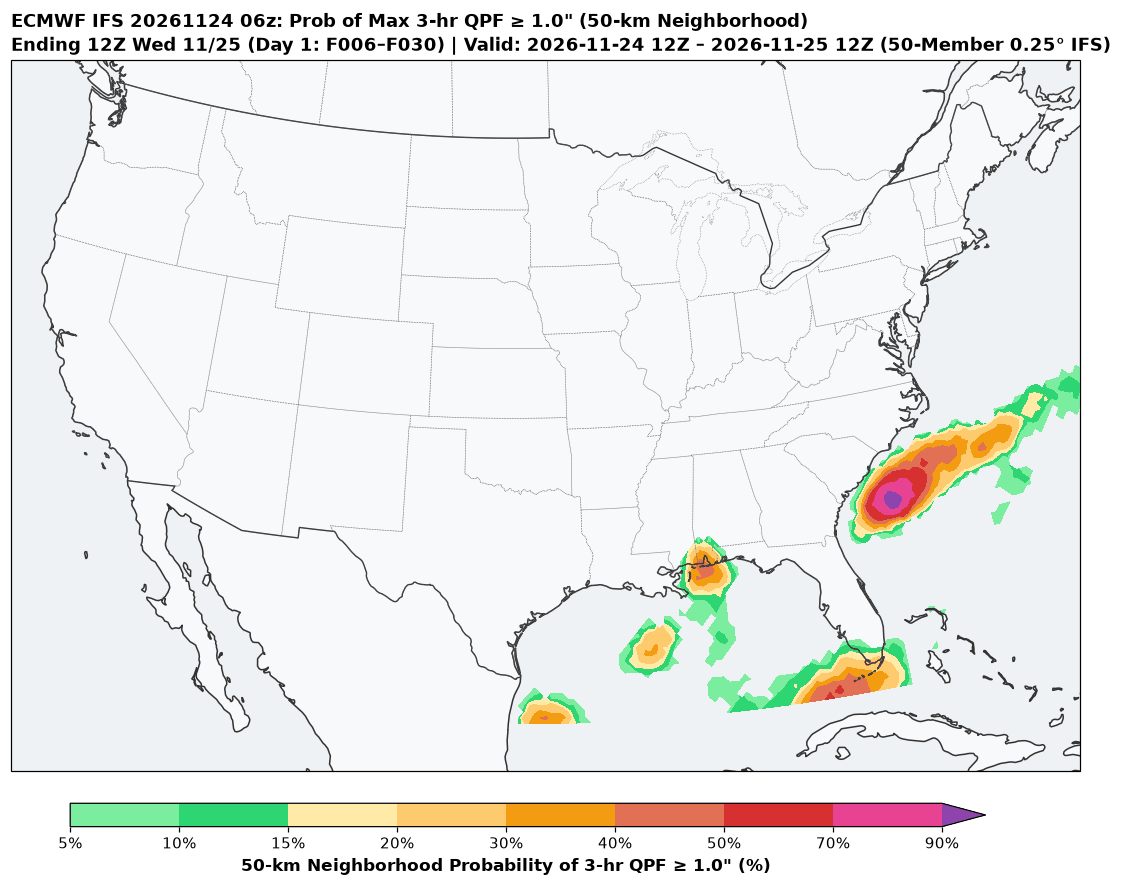 ECMWF IFS 20261124 06z: Prob of Max 3-hr QPF ≥ 1.0" (50-km Neighborhood)
Ending 12Z Wed 11/25 (Day 1: F006–F030) | Valid: 2026-11-24 12Z – 2026-11-25 12Z (50-Member 0.25° IFS)
5% 10% 15% 20% 30% 40% 50% 70% 90%
50-km Neighborhood Probability of 3-hr QPF ≥ 1.0" (%)